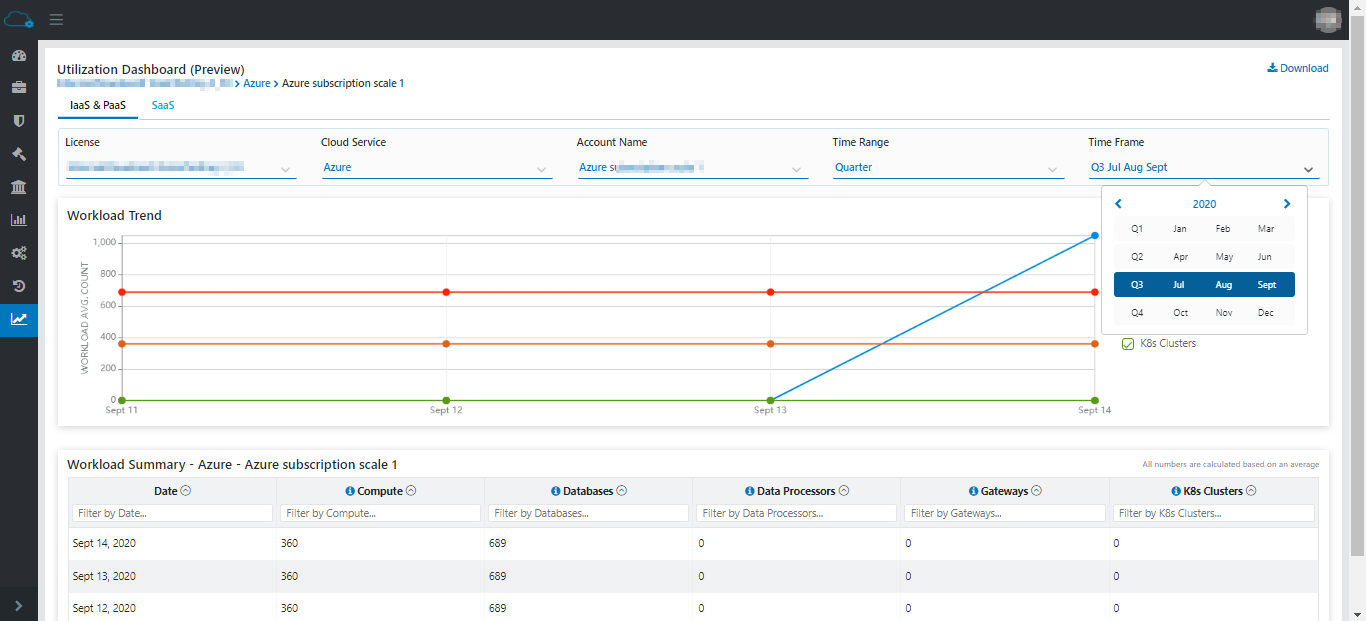 Utilization Dashboard (Preview)
Download
Azure Azure subscription scale 1
IaaS & PaaS SaaS
License Cloud Service Account Name Time Range Time Frame
Azure Azure Quarter Q3 Jul Aug Sept
2020
Q1 Jan Feb Mar
Q2 Apr May Jun
Q3 Jul Aug Sept
Q4 Oct Nov Dec
K8s Clusters
Workload Trend
WORKLOAD AVG. COUNT
1,000
800
600
400
200
0
Sept 11 Sept 12 Sept 13 Sept 14
Workload Summary - Azure - Azure subscription scale 1
All numbers are calculated based on an average
Date Compute Databases Data Processors Gateways K8s Clusters
Filter by Date... Filter by Compute... Filter by Databases... Filter by Data Processors... Filter by Gateways... Filter by K8s Clusters...
Sept 14, 2020 360 689 0 0 0
Sept 13, 2020 360 689 0 0 0
Sept 12, 2020 360 689 0 0 0